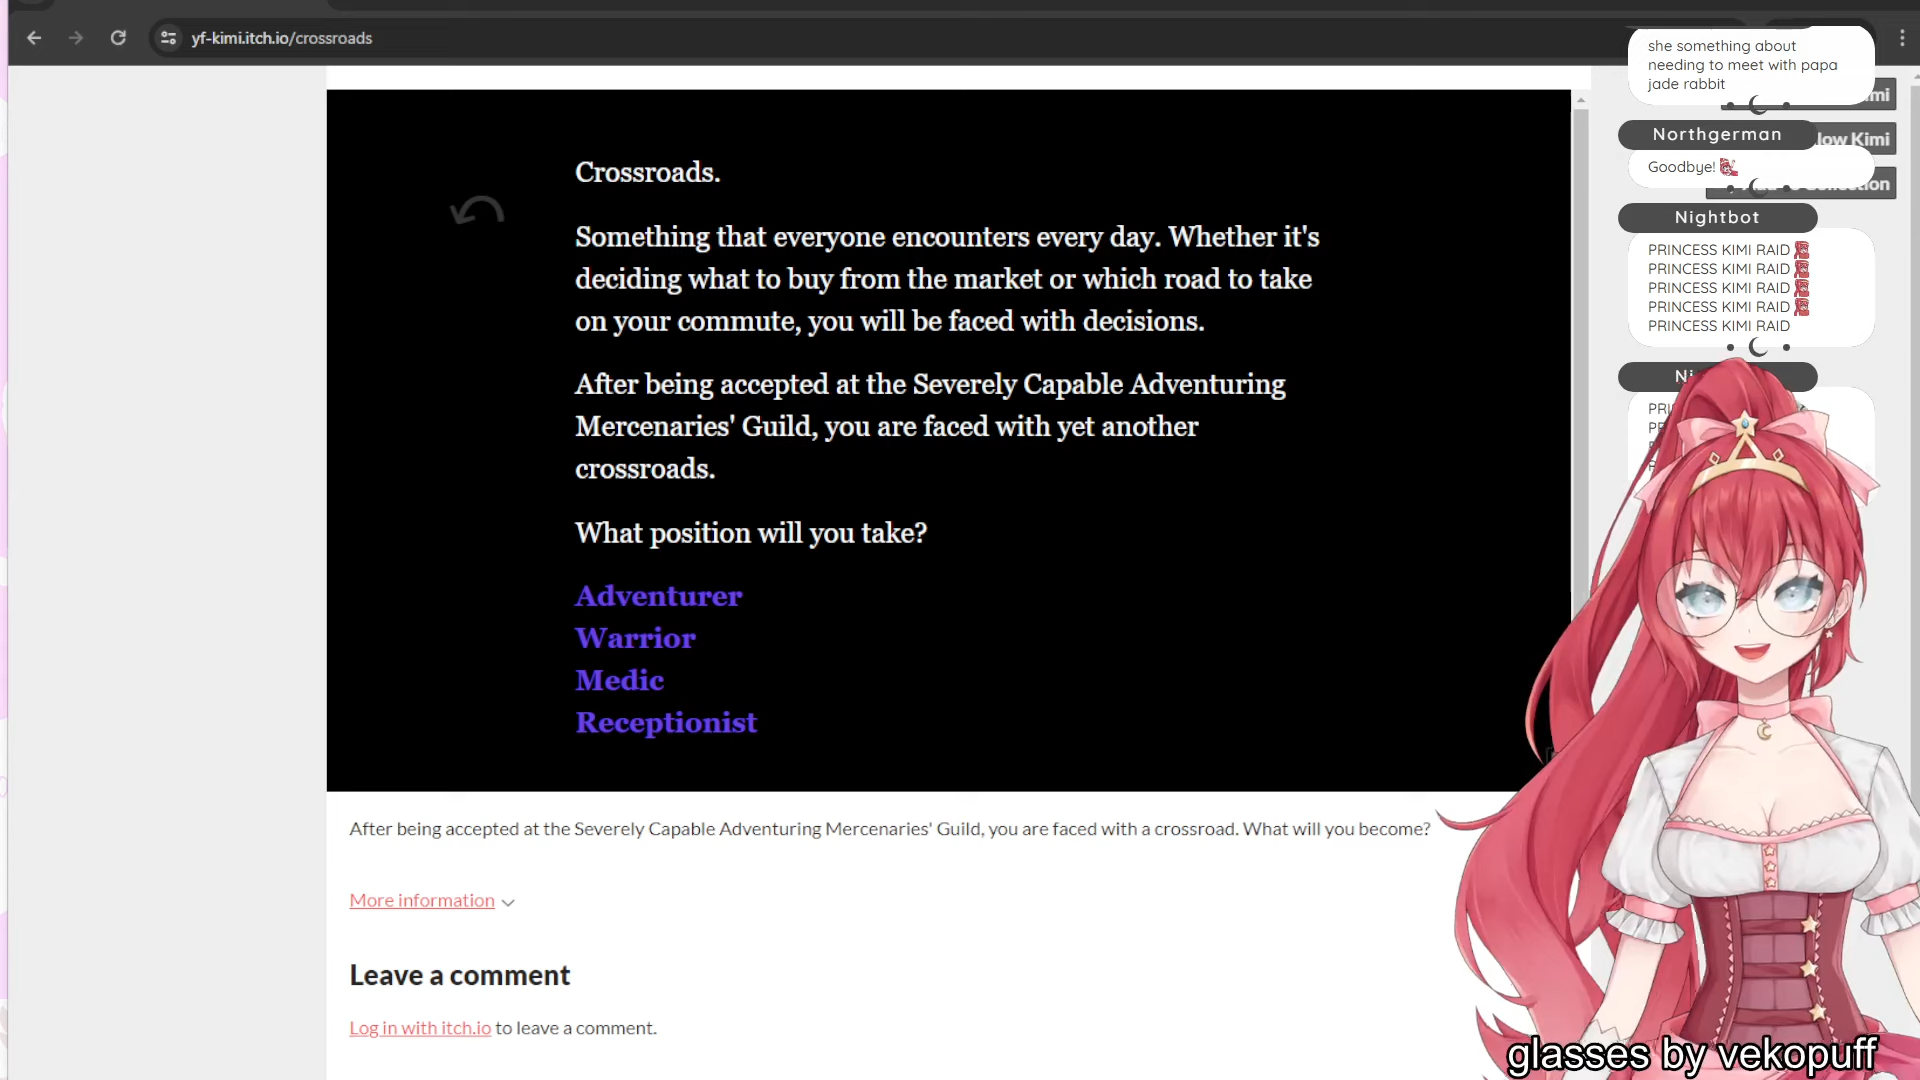 yf-kimi.itch.io/crossroads
Crossroads.
Something that everyone encounters every day. Whether it's
deciding what to buy from the market or which road to take
on your commute, you will be faced with decisions.
After being accepted at the Severely Capable Adventuring
Mercenaries' Guild, you are faced with yet another
crossroads.
What position will you take?
Adventurer
Warrior
Medic
Receptionist
After being accepted at the Severely Capable Adventuring Mercenaries' Guild, you are faced with a crossroad. What will you become?
More information
Leave a comment
Log in with itch.io to leave a comment.
she something about
needing to meet with papa
jade rabbit
Northgerman
Goodbye!
Nightbot
PRINCESS KIMI RAID
PRINCESS KIMI RAID
PRINCESS KIMI RAID
PRINCESS KIMI RAID
PRINCESS KIMI RAID
glasses by vekopuff